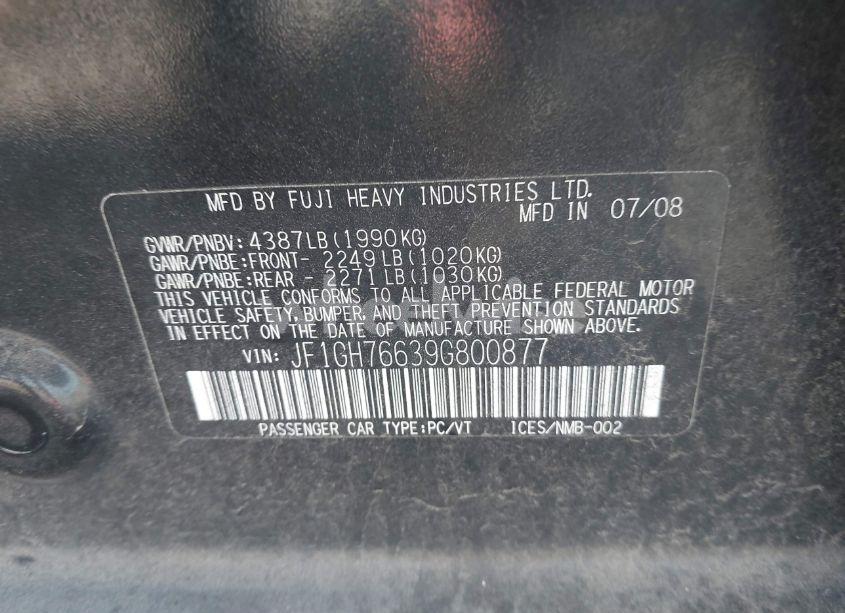 MFD BY FUJI HEAVY INDUSTRIES LTD.
MFD IN 07/08
GVWR/PNBV: 4387LB(1990KG)
GAWR/PNBE:FRONT- 2249LB(1020KG)
GAWR/PNBE:REAR - 2271LB(1030KG)
THIS VEHICLE CONFORMS TO ALL APPLICABLE FEDERAL MOTOR
VEHICLE SAFETY, BUMPER, AND THEFT PREVENTION STANDARDS
IN EFFECT ON THE DATE OF MANUFACTURE SHOWN ABOVE.
VIN: JF1GH76639G800877
PASSENGER CAR TYPE:PC/VT ICES/NMB-002